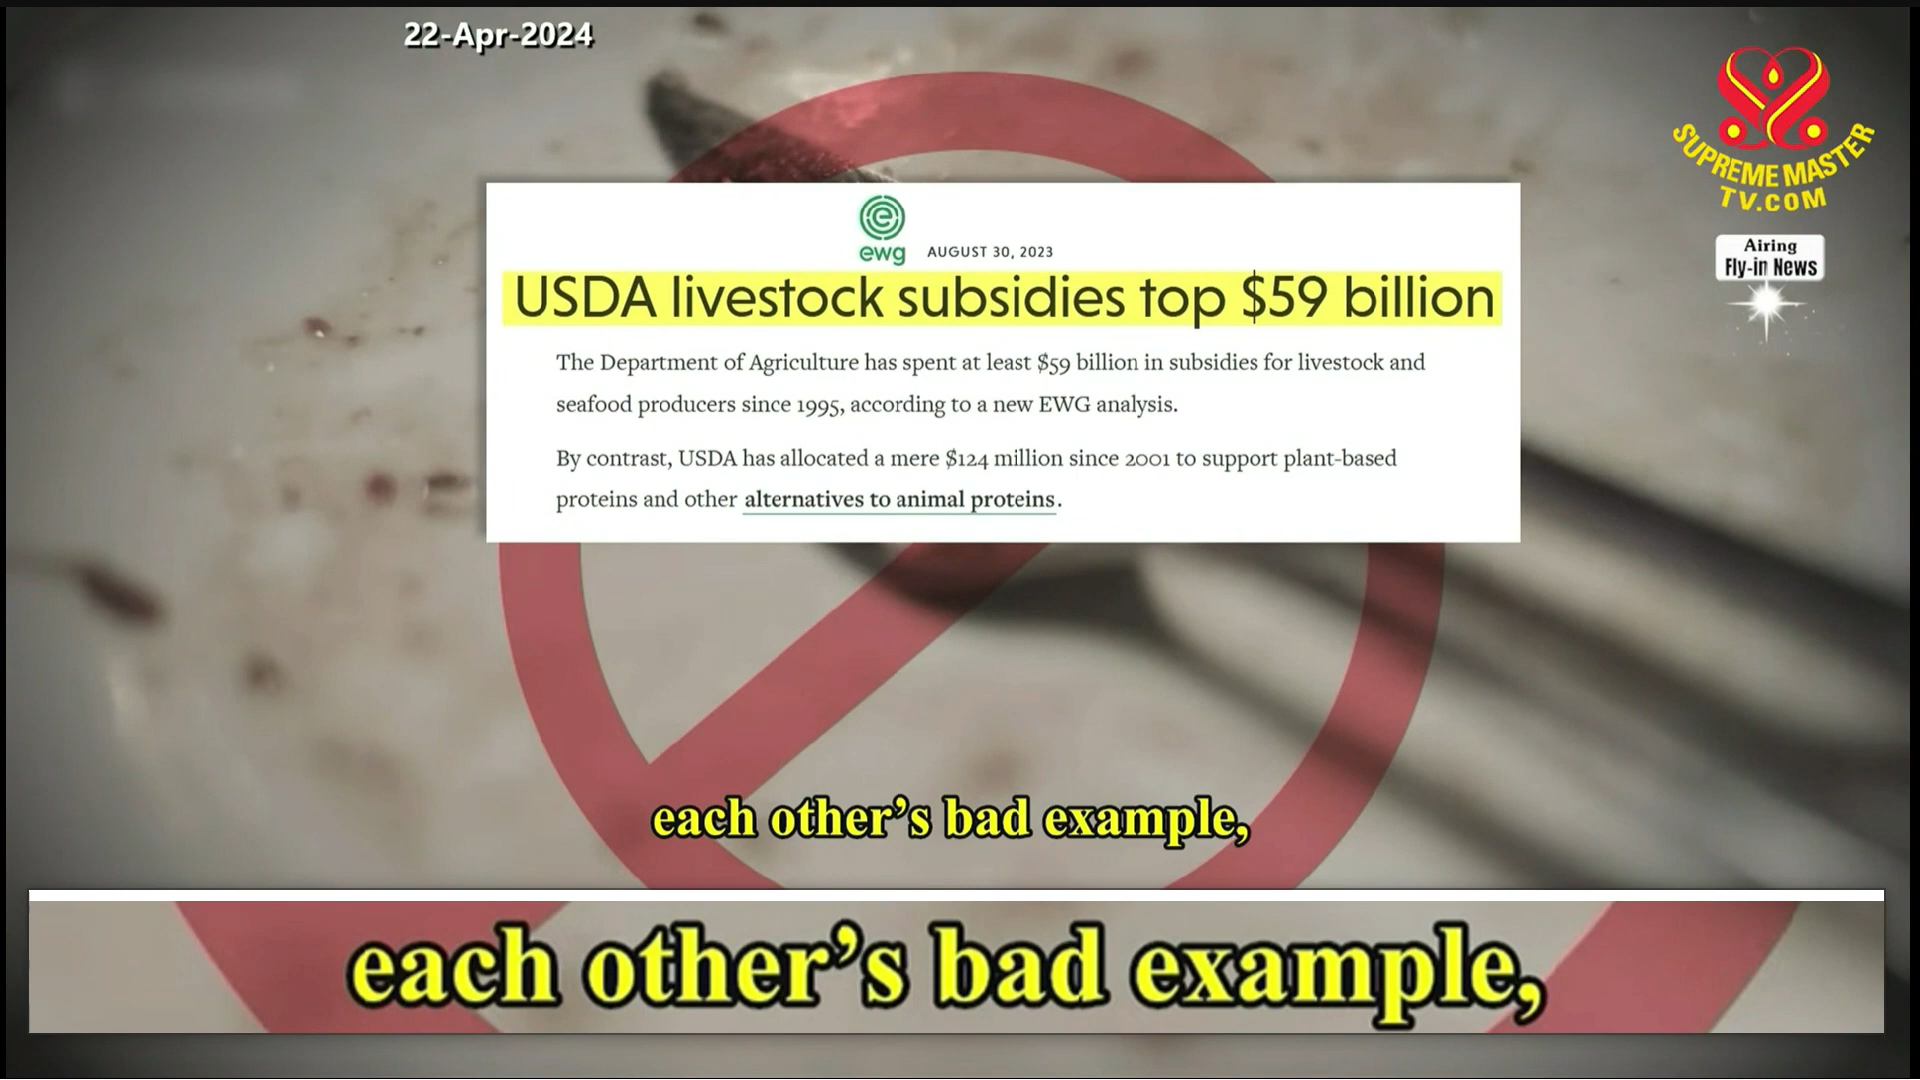 22-Apr-2024
SUPREME MASTER
TV.COM
Airing
Fly-in News
ewg
AUGUST 30, 2023
USDA livestock subsidies top $59 billion
The Department of Agriculture has spent at least $59 billion in subsidies for livestock and
seafood producers since 1995, according to a new EWG analysis.
By contrast, USDA has allocated a mere $124 million since 2001 to support plant-based
proteins and other alternatives to animal proteins.
each other's bad example,
each other's bad example,